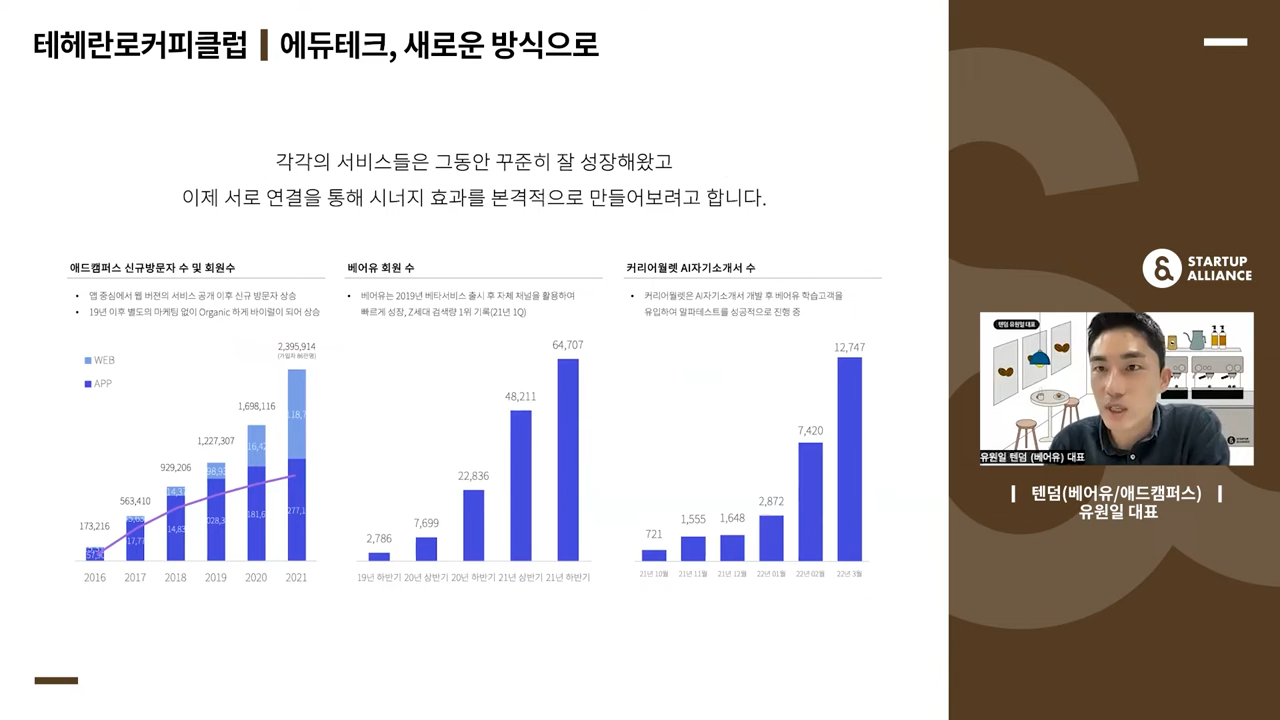 테헤란로커피클럽 | 에듀테크, 새로운 방식으로
각각의 서비스들은 그동안 꾸준히 잘 성장해왔고
이제 서로 연결을 통해 시너지 효과를 본격적으로 만들어보려고 합니다.
애드캠퍼스 신규방문자 수 및 회원수
• 앱 중심에서 웹 버젼의 서비스 공개 이후 신규 방문자 상승
• 19년 이후 별도의 마케팅 없이 Organic 하게 바이럴이 되어 상승
WEB
APP
2,395,914
(가입자 86만명)
1,698,116
1,227,307
929,206
563,410
173,216
2016 2017 2018 2019 2020 2021
베어유 회원 수
• 베어유는 2019년 베타서비스 출시 후 자체 채널을 활용하여
빠르게 성장, Z세대 검색량 1위 기록(21년 1Q)
64,707
48,211
22,836
7,699
2,786
19년 하반기 20년 상반기 20년 하반기 21년 상반기 21년 하반기
커리어월렛 AI자기소개서 수
• 커리어월렛은 AI자기소개서 개발 후 베어유 학습고객을
유입하여 알파테스트를 성공적으로 진행 중
12,747
7,420
2,872
1,648
1,555
721
21년 10월 21년 11월 21년 12월 22년 01월 22년 02월 22년 3월
STARTUP
ALLIANCE
텐덤 유원일 대표
유원일 텐덤 (베어유) 대표
| 텐덤(베어유/애드캠퍼스) |
유원일 대표